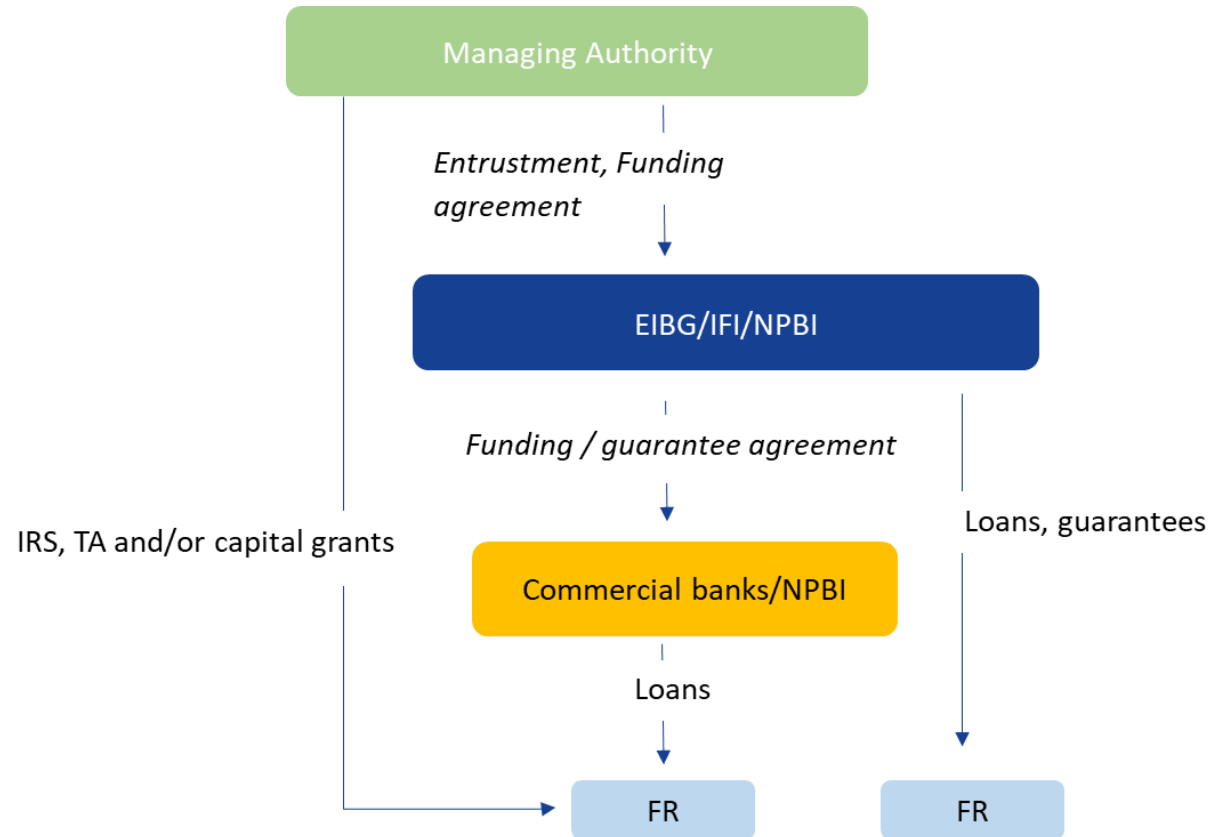 Managing Authority
Entrustment, Funding
agreement
EIBG/IFI/NPBI
Funding / guarantee agreement
IRS, TA and/or capital grants
Loans, guarantees
Commercial banks/NPBI
Loans
FR
FR